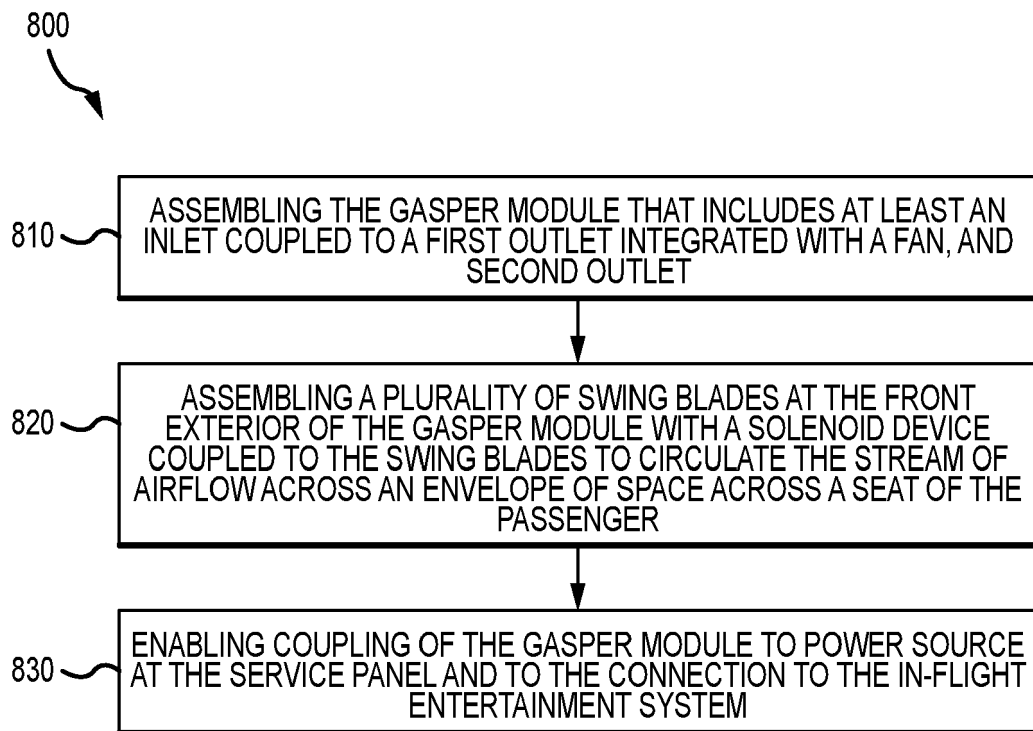 800
810
ASSEMBLING THE GASPER MODULE THAT INCLUDES AT LEAST AN
INLET COUPLED TO A FIRST OUTLET INTEGRATED WITH A FAN, AND
SECOND OUTLET
820
ASSEMBLING A PLURALITY OF SWING BLADES AT THE FRONT
EXTERIOR OF THE GASPER MODULE WITH A SOLENOID DEVICE
COUPLED TO THE SWING BLADES TO CIRCULATE THE STREAM OF
AIRFLOW ACROSS AN ENVELOPE OF SPACE ACROSS A SEAT OF THE
PASSENGER
830
ENABLING COUPLING OF THE GASPER MODULE TO POWER SOURCE
AT THE SERVICE PANEL AND TO THE CONNECTION TO THE IN-FLIGHT
ENTERTAINMENT SYSTEM